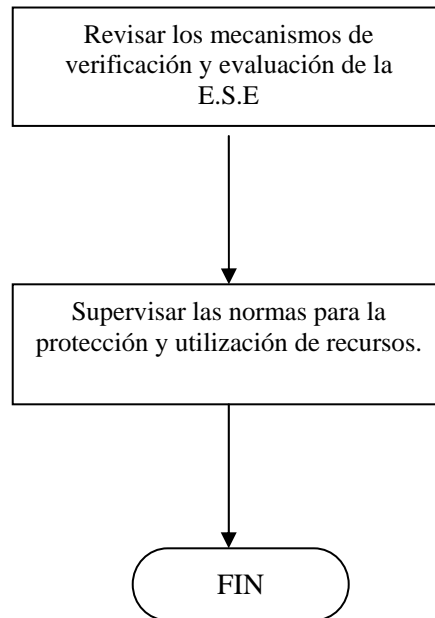 Revisar los mecanismos de
verificación y evaluación de la
E.S.E
Supervisar las normas para la
protección y utilización de recursos.
FIN